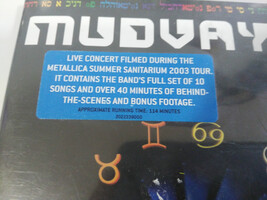 MUDVAY
LIVE CONCERT FILMED DURING THE
METALLICA SUMMER SANITARIUM 2003 TOUR.
IT CONTAINS THE BAND'S FULL SET OF 10
SONGS AND OVER 40 MINUTES OF BEHIND-
THE-SCENES AND BONUS FOOTAGE.
APPROXIMATE RUNNING TIME: 114 MINUTES